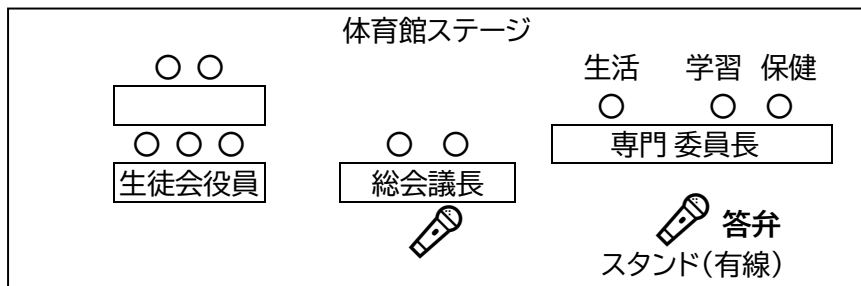 体育館ステージ
生活 学習 保健
専門 委員長
生徒会役員
総会議長
答弁
スタンド(有線)